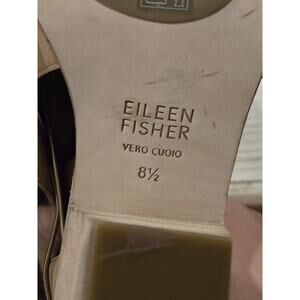 EILEEN
FISHER
VERO CUOIO
8½